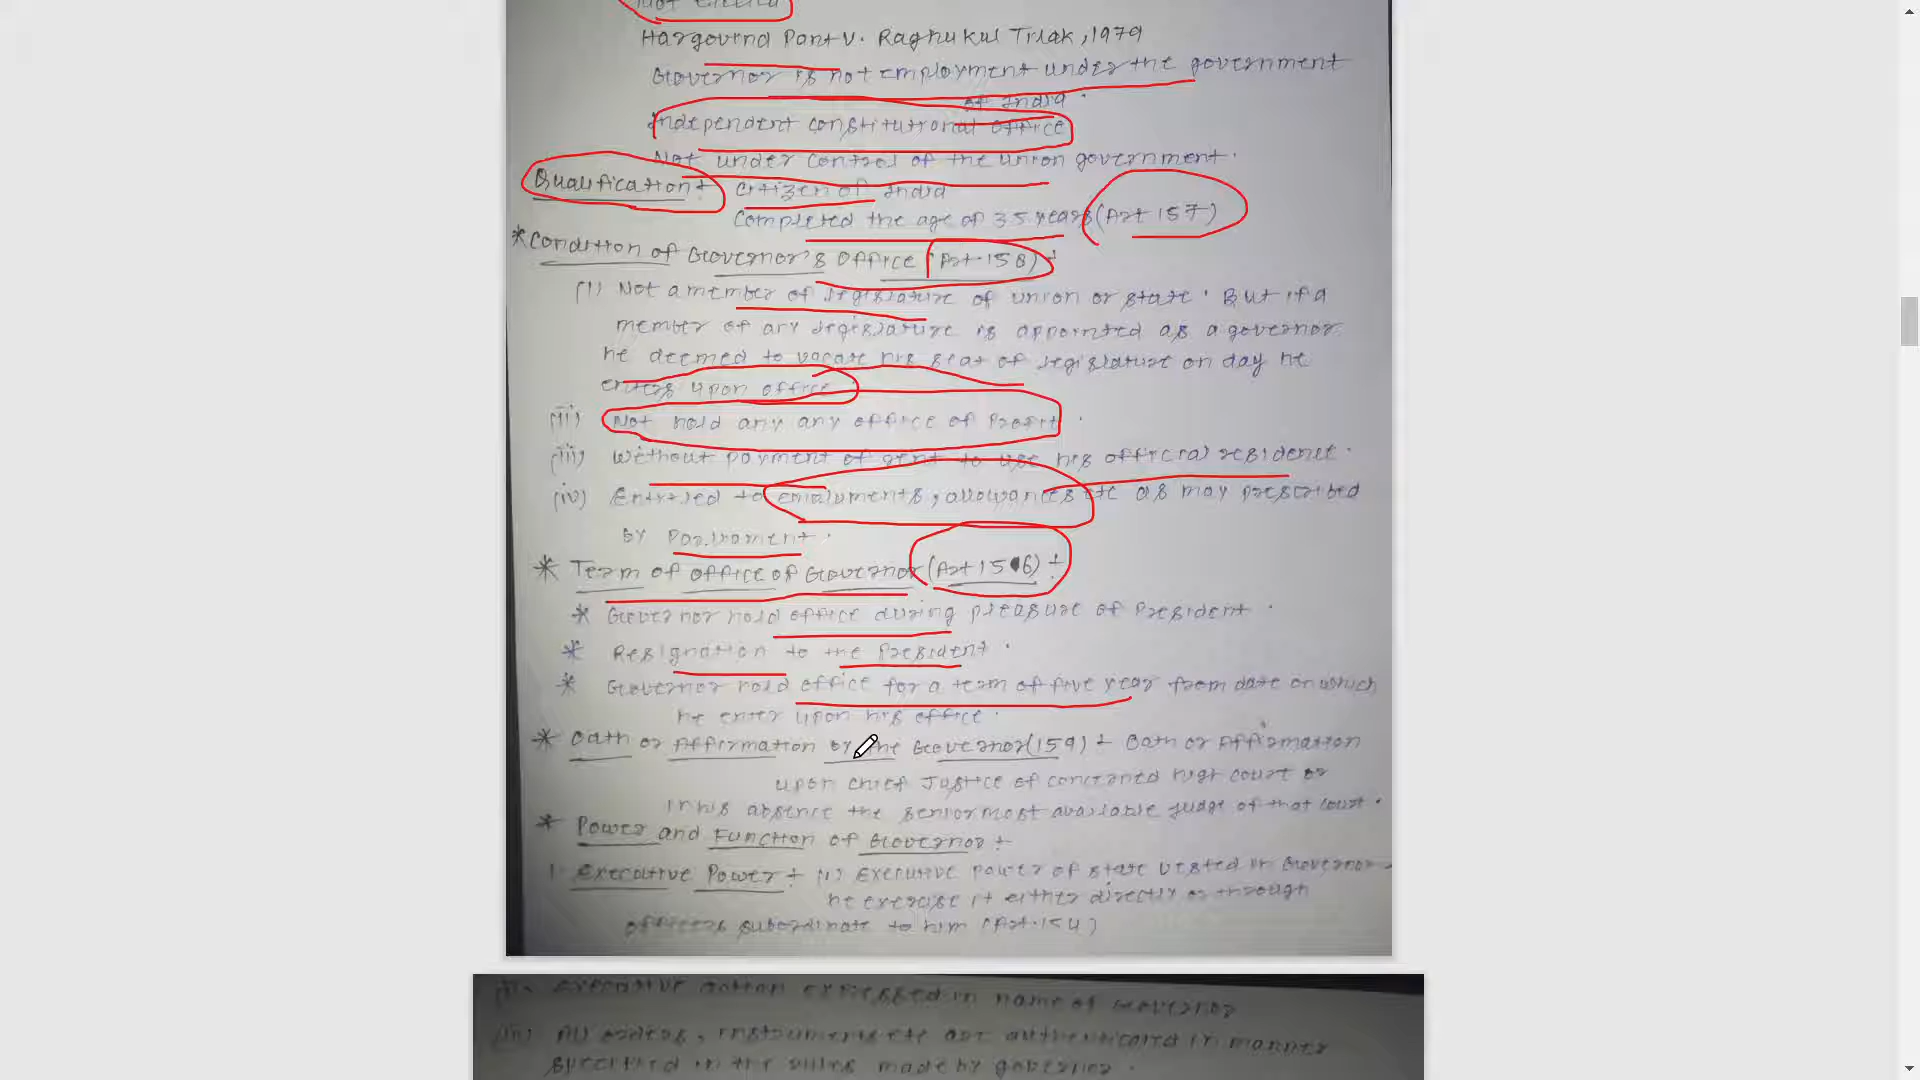 Not elected
Hargovind Pant V. Raghukul Tilak, 1979
Governor is not employment under the government
of India.
Independent constitutional office
Not under control of the union government.
Qualification ÷ Citizen of India
Completed the age of 35 years (Art 157)
* Condition of Governor's Office (Art. 158) ÷
(i) Not a member of legislature of union or state. But if a
member of any legislature is appointed as a governor
he deemed to vacate his seat of legislature on day he
enters upon office.
(ii) Not hold any any office of Profit.
(iii) Without payment of rent to use his official residence.
(iv) Entitled to emoluments, allowances etc as may prescribed
by Parliament.
* Term of office of Governor (Art 156) ÷
* Governor hold office during pleasure of President.
* Resignation to the President.
* Governor hold office for a term of five year from date on which
he enter upon his office.
* Oath or Affirmation by the Governor (159) ÷ Oath or Affirmation
upon chief Justice of concerned high court or
in his absence the seniormost available judge of that court.
* Power and Function of Governor ÷
1. Executive Power ÷ (i) Executive power of state vested in Governor
he exercise it either directly or through
officers subordinate to him (Art. 154)
(ii) Executive action expressed in name of Governor
(iii) All orders, instruments etc are authenticated in manner
specified in the rules made by governor.